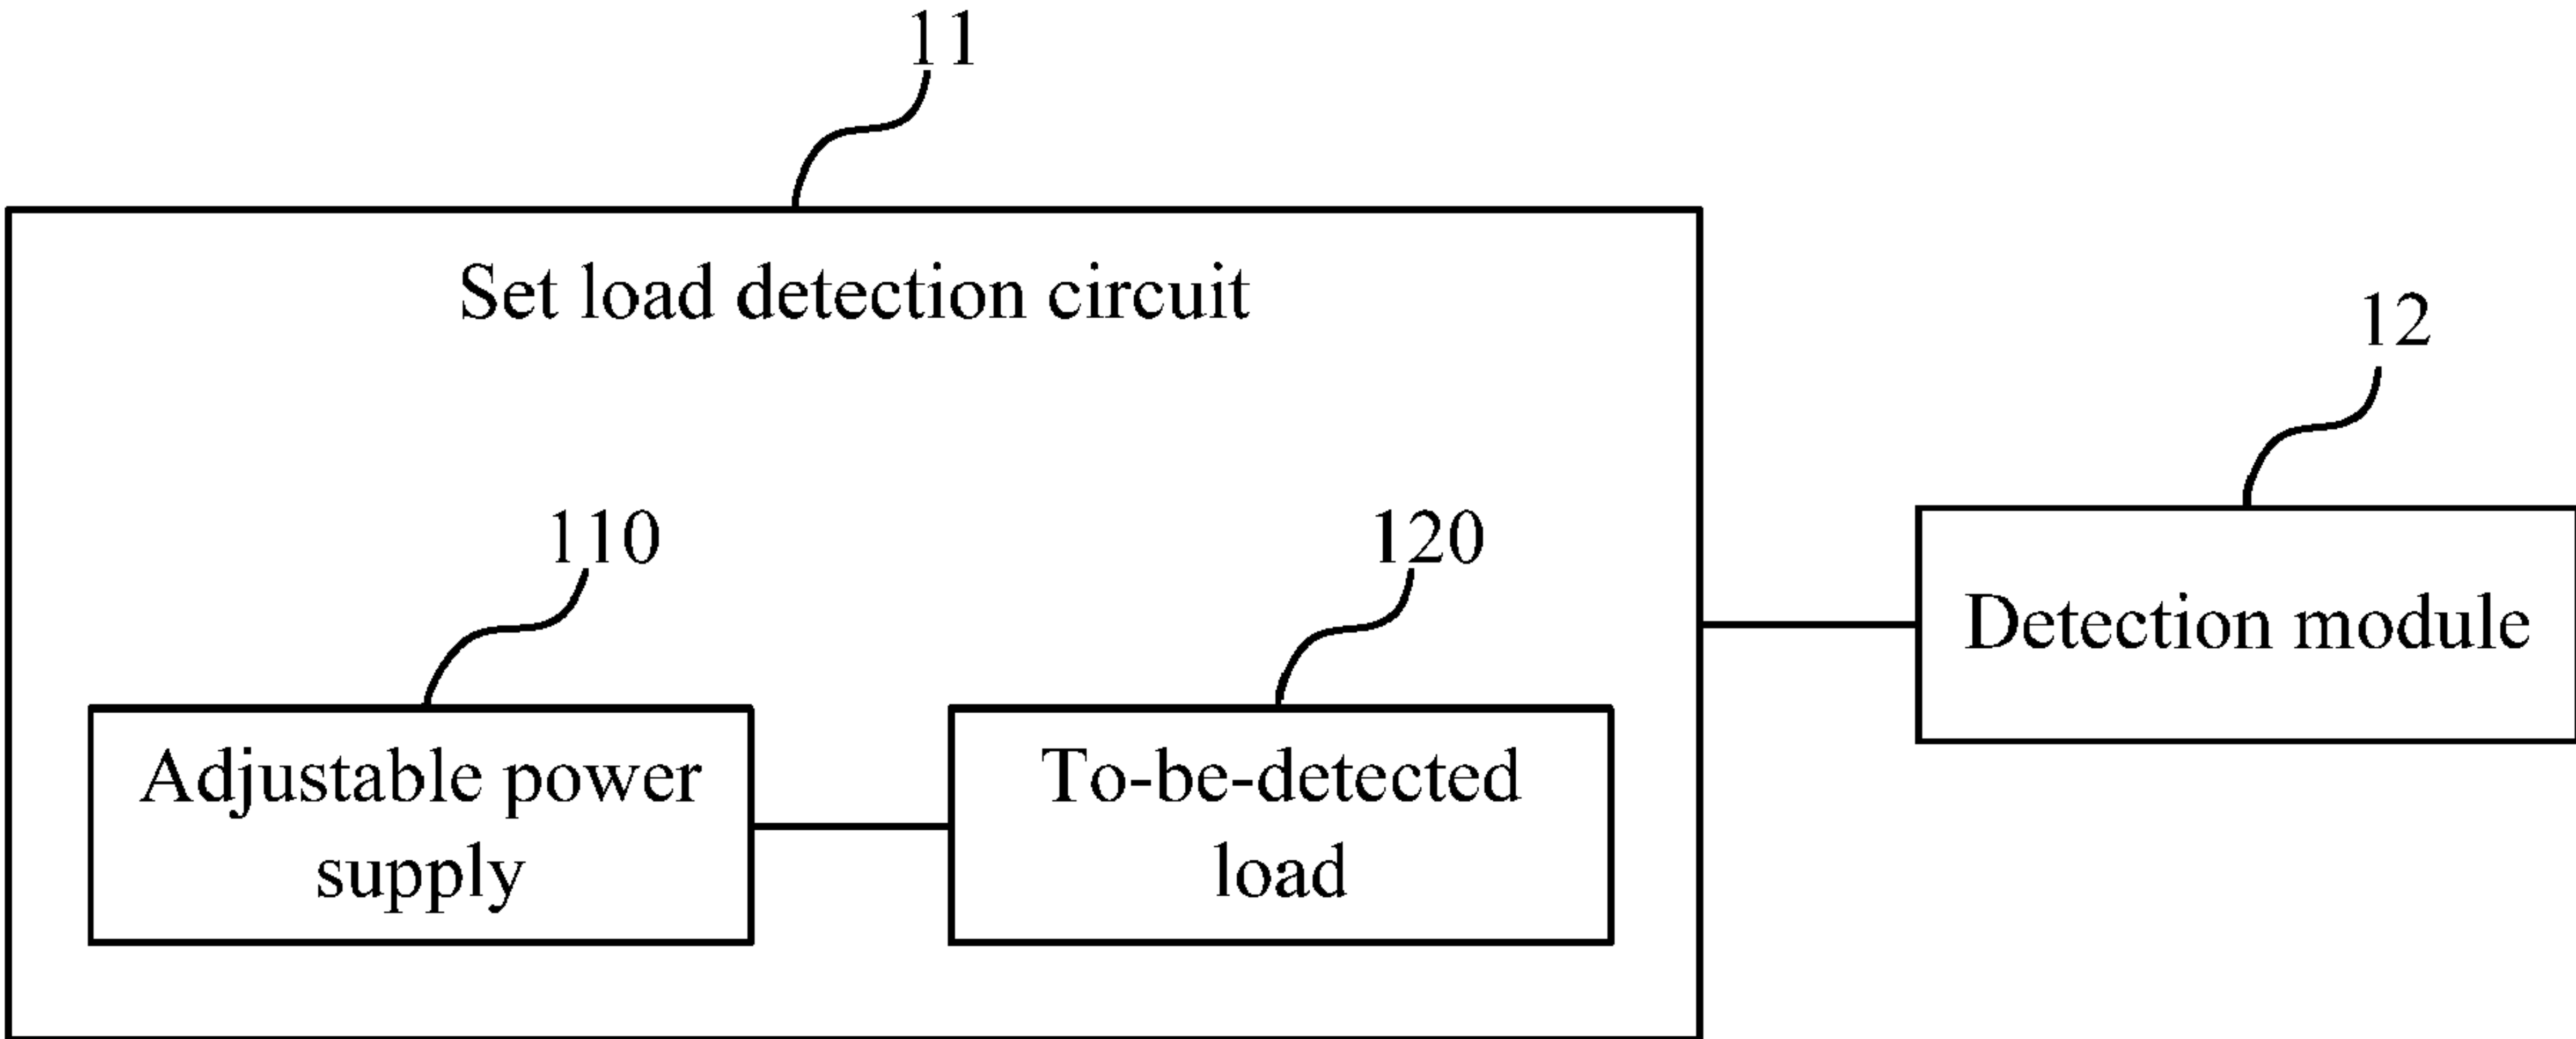 11
Set load detection circuit
12
110
120
Detection module
Adjustable power
supply
To-be-detected
load